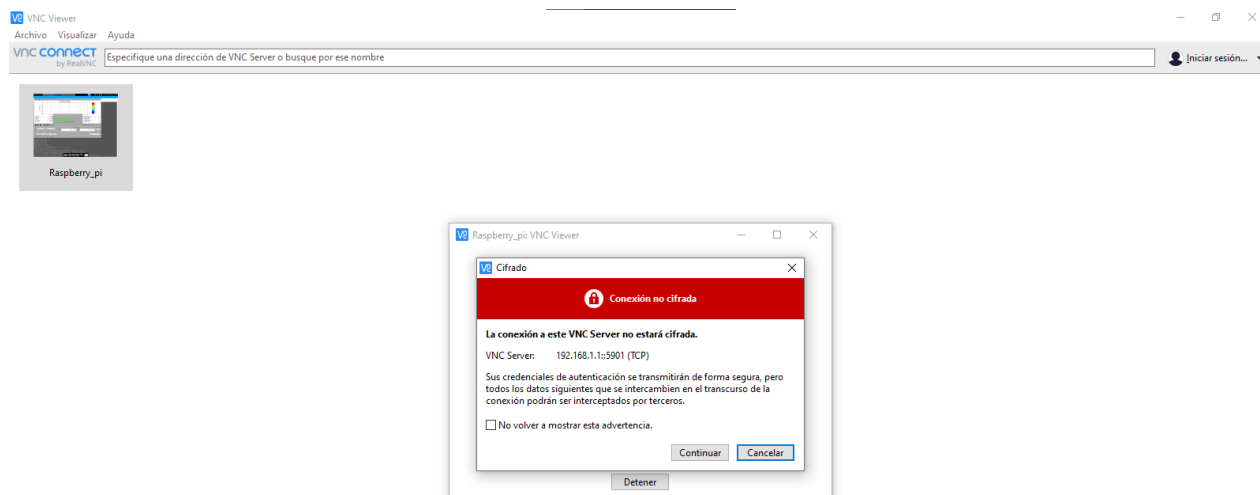 VNC Viewer
Archivo Visualizar Ayuda
vnc connect
by RealVNC
Especifique una dirección de VNC Server o busque por ese nombre
Iniciar sesión...
Raspberry_pi
Raspberry_pi: VNC Viewer
Cifrado
Conexión no cifrada
La conexión a este VNC Server no estará cifrada.
VNC Server: 192.168.1.1::5901 (TCP)
Sus credenciales de autenticación se transmitirán de forma segura, pero
todos los datos siguientes que se intercambien en el transcurso de la
conexión podrán ser interceptados por terceros.
No volver a mostrar esta advertencia.
Continuar Cancelar
Detener